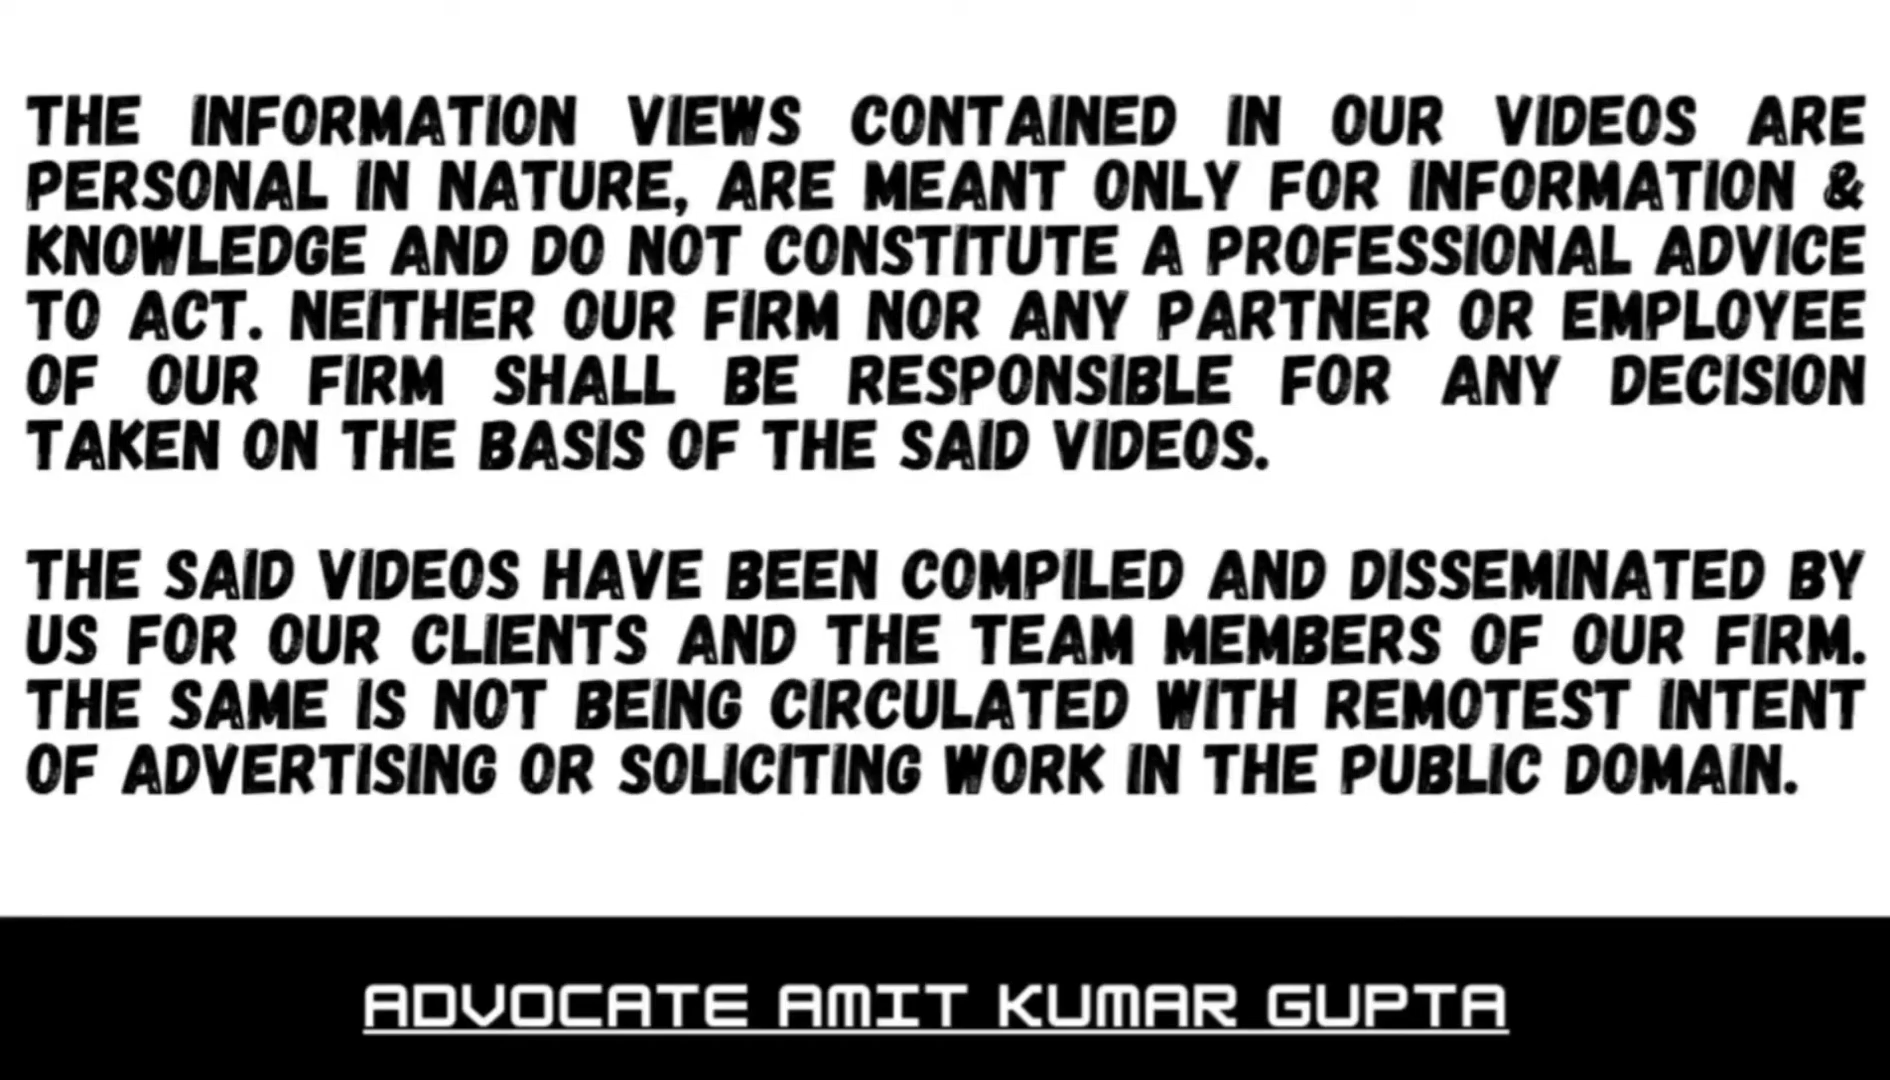 THE INFORMATION VIEWS CONTAINED IN OUR VIDEOS ARE
PERSONAL IN NATURE, ARE MEANT ONLY FOR INFORMATION &
KNOWLEDGE AND DO NOT CONSTITUTE A PROFESSIONAL ADVICE
TO ACT. NEITHER OUR FIRM NOR ANY PARTNER OR EMPLOYEE
OF OUR FIRM SHALL BE RESPONSIBLE FOR ANY DECISION
TAKEN ON THE BASIS OF THE SAID VIDEOS.
THE SAID VIDEOS HAVE BEEN COMPILED AND DISSEMINATED BY
US FOR OUR CLIENTS AND THE TEAM MEMBERS OF OUR FIRM.
THE SAME IS NOT BEING CIRCULATED WITH REMOTEST INTENT
OF ADVERTISING OR SOLICITING WORK IN THE PUBLIC DOMAIN.
ADVOCATE AMIT KUMAR GUPTA